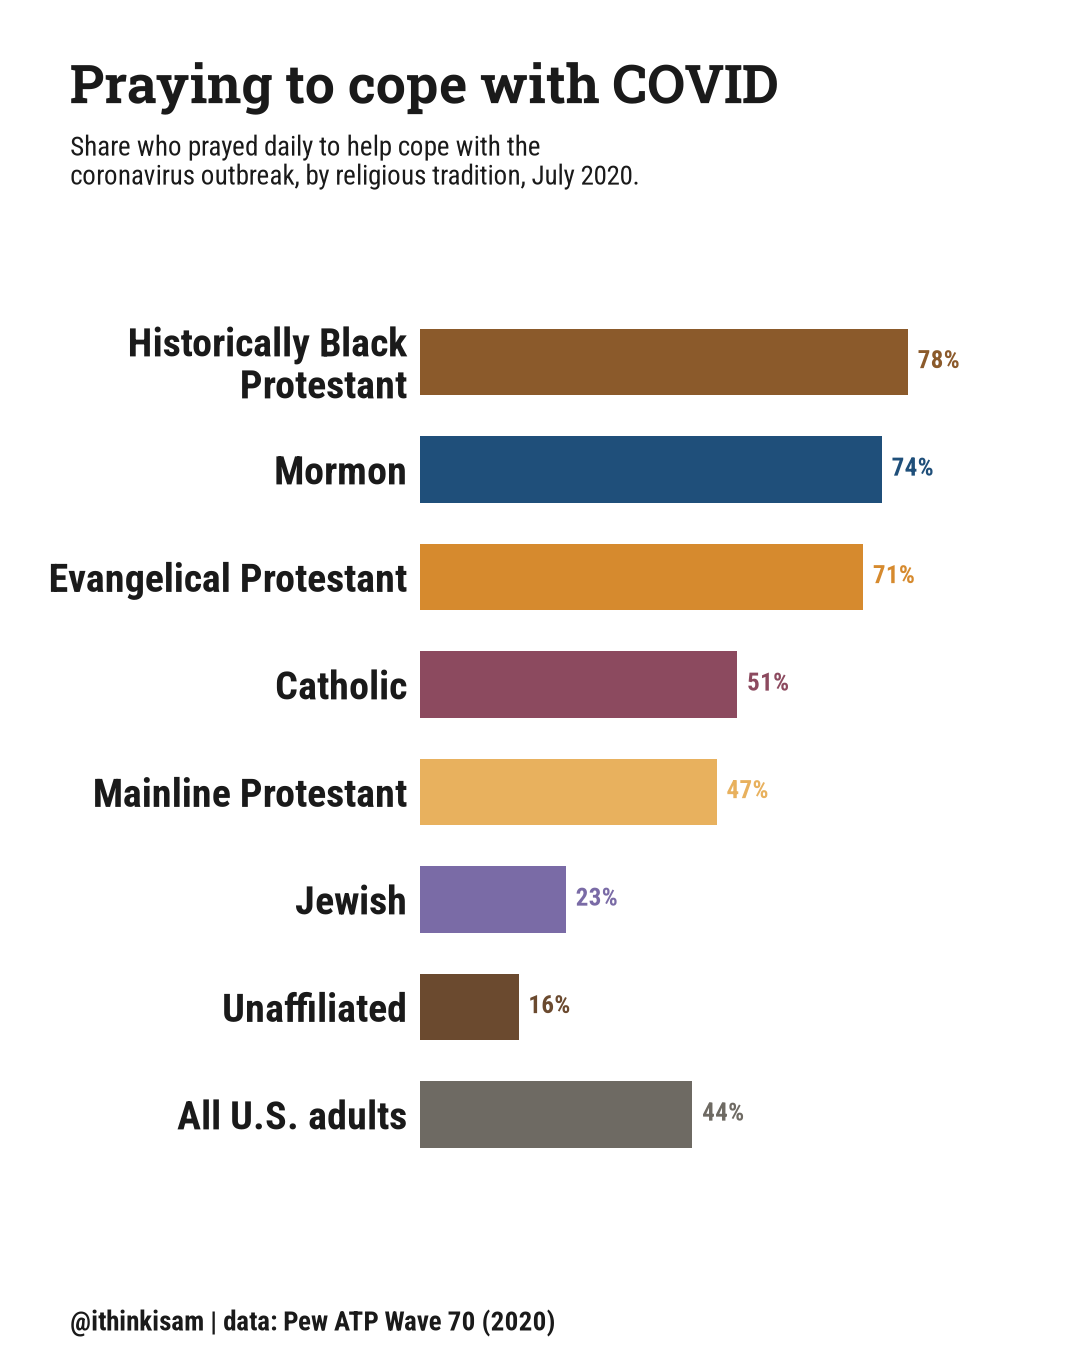 Praying to cope with COVID
Share who prayed daily to help cope with the
coronavirus outbreak, by religious tradition, July 2020.
Historically Black
Protestant
78%
Mormon
74%
Evangelical Protestant
71%
Catholic
51%
Mainline Protestant
47%
Jewish
23%
Unaffiliated
16%
All U.S. adults
44%
@ithinkisam | data: Pew ATP Wave 70 (2020)